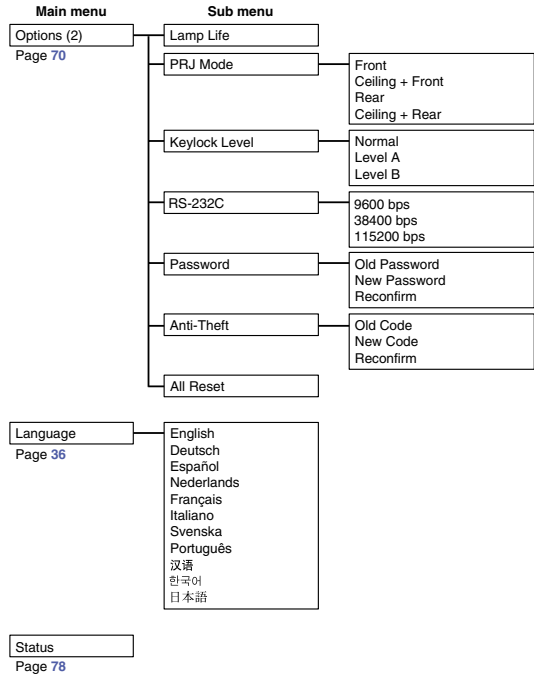 Main menu
Sub menu
Options (2)
Page 70
Lamp Life
PRJ Mode
Front
Ceiling + Front
Rear
Ceiling + Rear
Keylock Level
Normal
Level A
Level B
RS-232C
9600 bps
38400 bps
115200 bps
Password
Old Password
New Password
Reconfirm
Anti-Theft
Old Code
New Code
Reconfirm
All Reset
Language
Page 36
English
Deutsch
Español
Nederlands
Français
Italiano
Svenska
Português
汉语
한국어
日本語
Status
Page 78